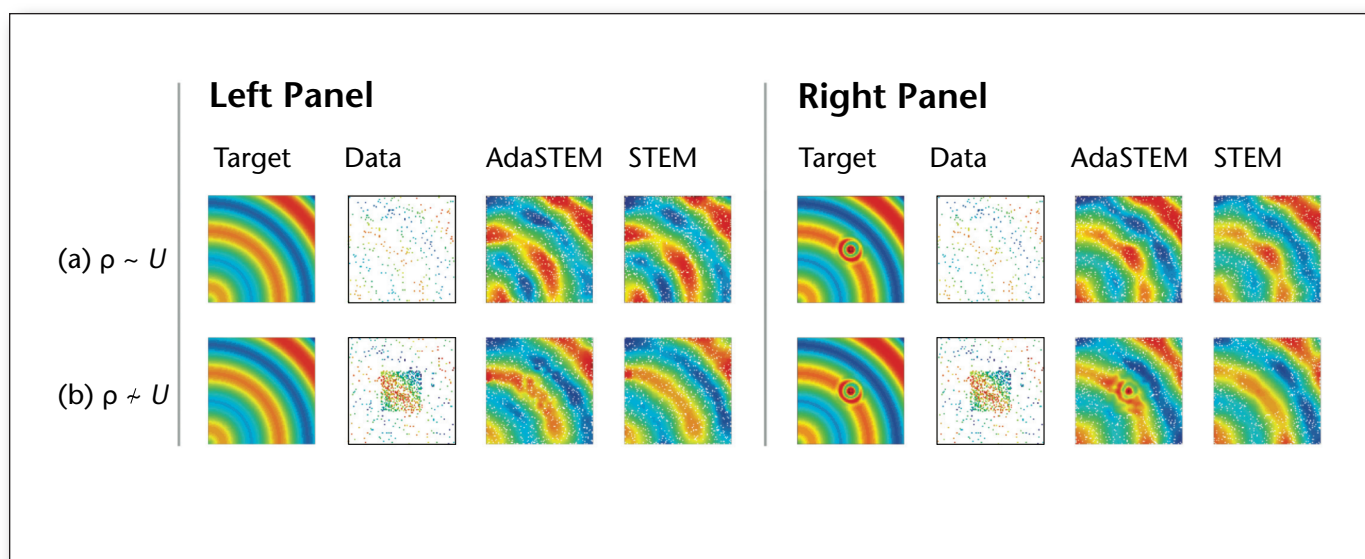 Left Panel Right Panel
Target Data AdaSTEM STEM Target Data AdaSTEM STEM
(a) ρ ~ U
(b) ρ ≁ U